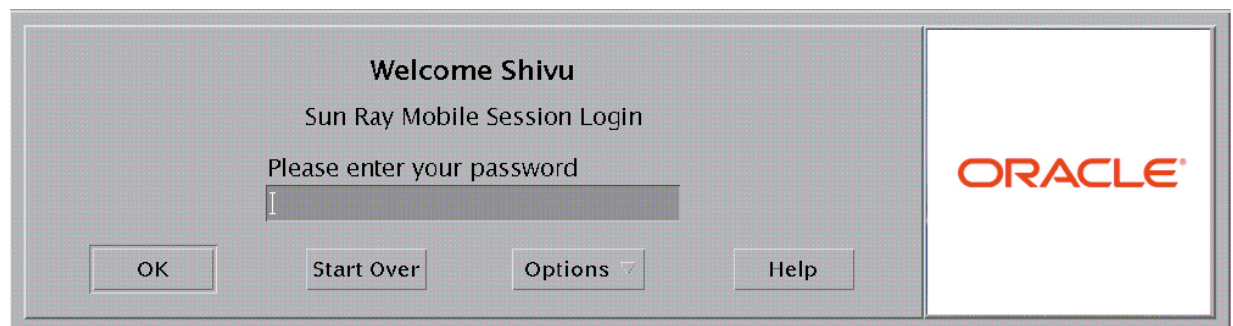 Welcome Shivu
Sun Ray Mobile Session Login
Please enter your password
OK
Start Over
Options
Help
ORACLE